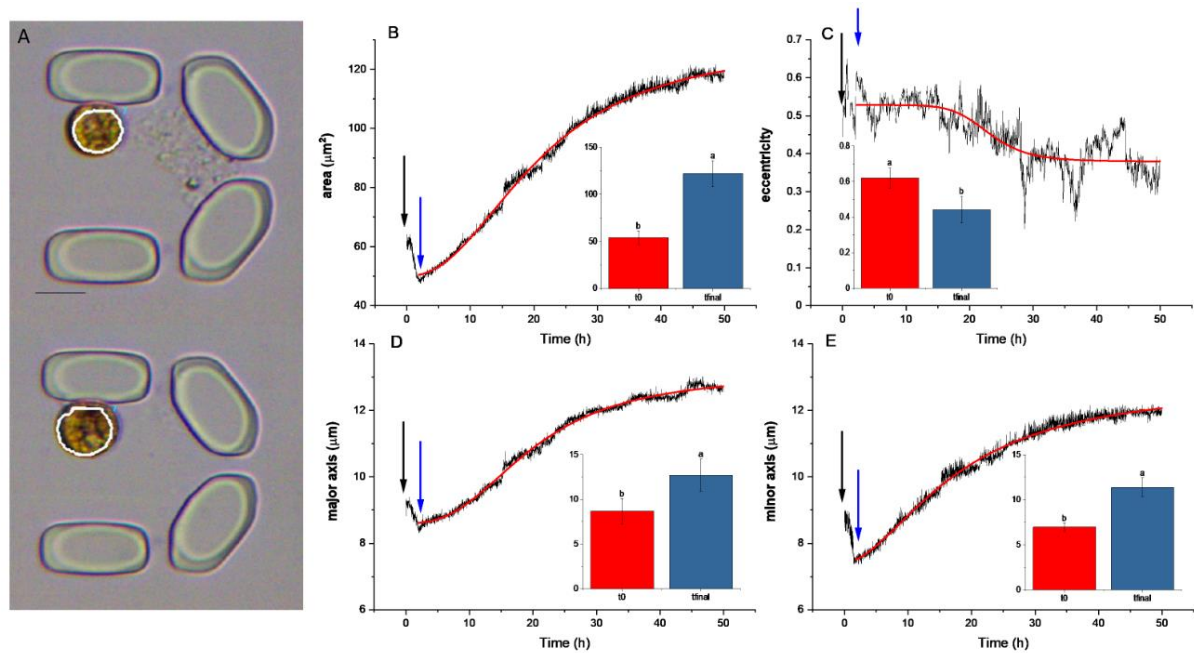 A
B
area (μm²)
120
100
80
60
40
0
10
20
30
40
50
Time (h)
150
100
50
0
b
a
t0
tfinal
C
eccentricity
0.7
0.6
0.5
0.4
0.3
0.2
0.1
0.0
0
10
20
30
40
50
Time (h)
0.8
0.6
0.4
0.2
0.0
a
b
t0
tfinal
D
major axis (μm)
14
12
10
8
6
0
10
20
30
40
50
Time (h)
15
10
5
0
b
a
t0
tfinal
E
minor axis (μm)
14
12
10
8
6
0
10
20
30
40
50
Time (h)
15
10
5
0
b
a
t0
tfinal